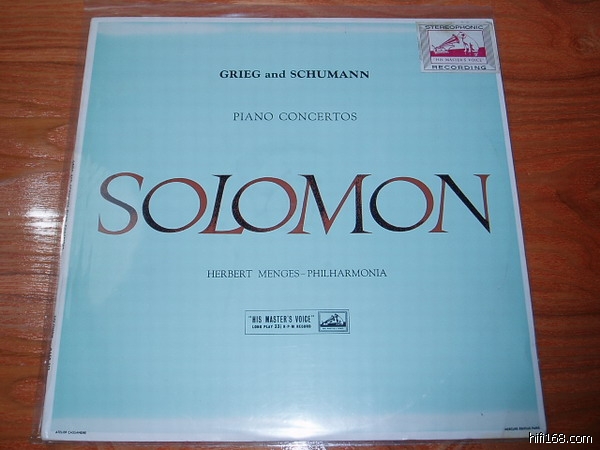 STEREOPHONIC
"HIS MASTER'S VOICE"
RECORDING
GRIEG and SCHUMANN
PIANO CONCERTOS
SOLOMON
HERBERT MENGES - PHILHARMONIA
"HIS MASTER'S VOICE"
LONG PLAY 33⅓ R·P·M RECORD
hifi168.com